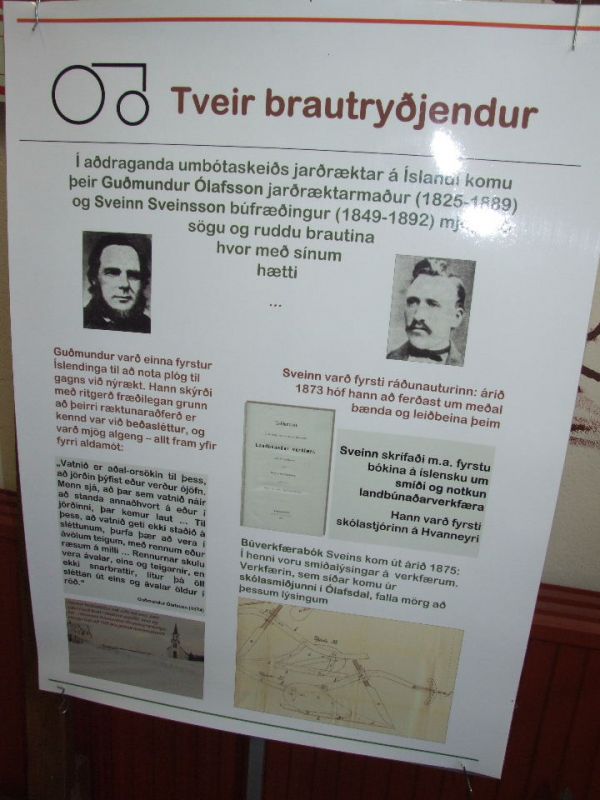 Tveir brautryðjendur
Í aðdraganda umbótaskeiðs jarðræktar á Íslandi komu
þeir Guðmundur Ólafsson jarðræktarmaður (1825-1889)
og Sveinn Sveinsson búfræðingur (1849-1892)
sögu og ruddu brautina
hvor með sínum
hætti
...
Guðmundur varð einna fyrstur
Íslendinga til að nota plóg til
gagns við nýrækt. Hann skýrði
með ritgerð fræðilegan grunn
að þeirri ræktunaraðferð er
kennd var við beðasléttur, og
varð mjög algeng – allt fram yfir
fyrri aldamót:
„Vatnið er aðal-orsökin til þess,
að jörðin þýfist eður verður ójöfn.
Menn sjá, að þar sem vatnið náir
að standa annaðhvort á eður í
jörðinni, þar kemur laut ... Til
þess, að vatnið geti ekki staðið á
sléttunum, þurfa þær að vera í
ávölum teigum, með rennum eður
ræsum á milli ... Rennurnar skulu
vera ávalar, eins og teigarnir, en
ekki snarbrattir, lítur þá öll
sléttan út eins og ávalar öldur í
röð."
Guðmundur Ólafsson (1874)
Sveinn varð fyrsti ráðunauturinn: árið
1873 hóf hann að ferðast um meðal
bænda og leiðbeina þeim
Leiðarvísir
Landbúnaðar verkfæri
Sveinn skrifaði m.a. fyrstu
bókina á íslensku um
smíði og notkun
landbúnaðarverkfæra
Hann varð fyrsti
skólastjórinn á Hvanneyri
Búverkfærabók Sveins kom út árið 1875:
Í henni voru smíðalýsingar á verkfærum.
Verkfærin, sem síðar komu úr
skólasmiðjunni í Ólafsdal, falla mörg að
þessum lýsingum